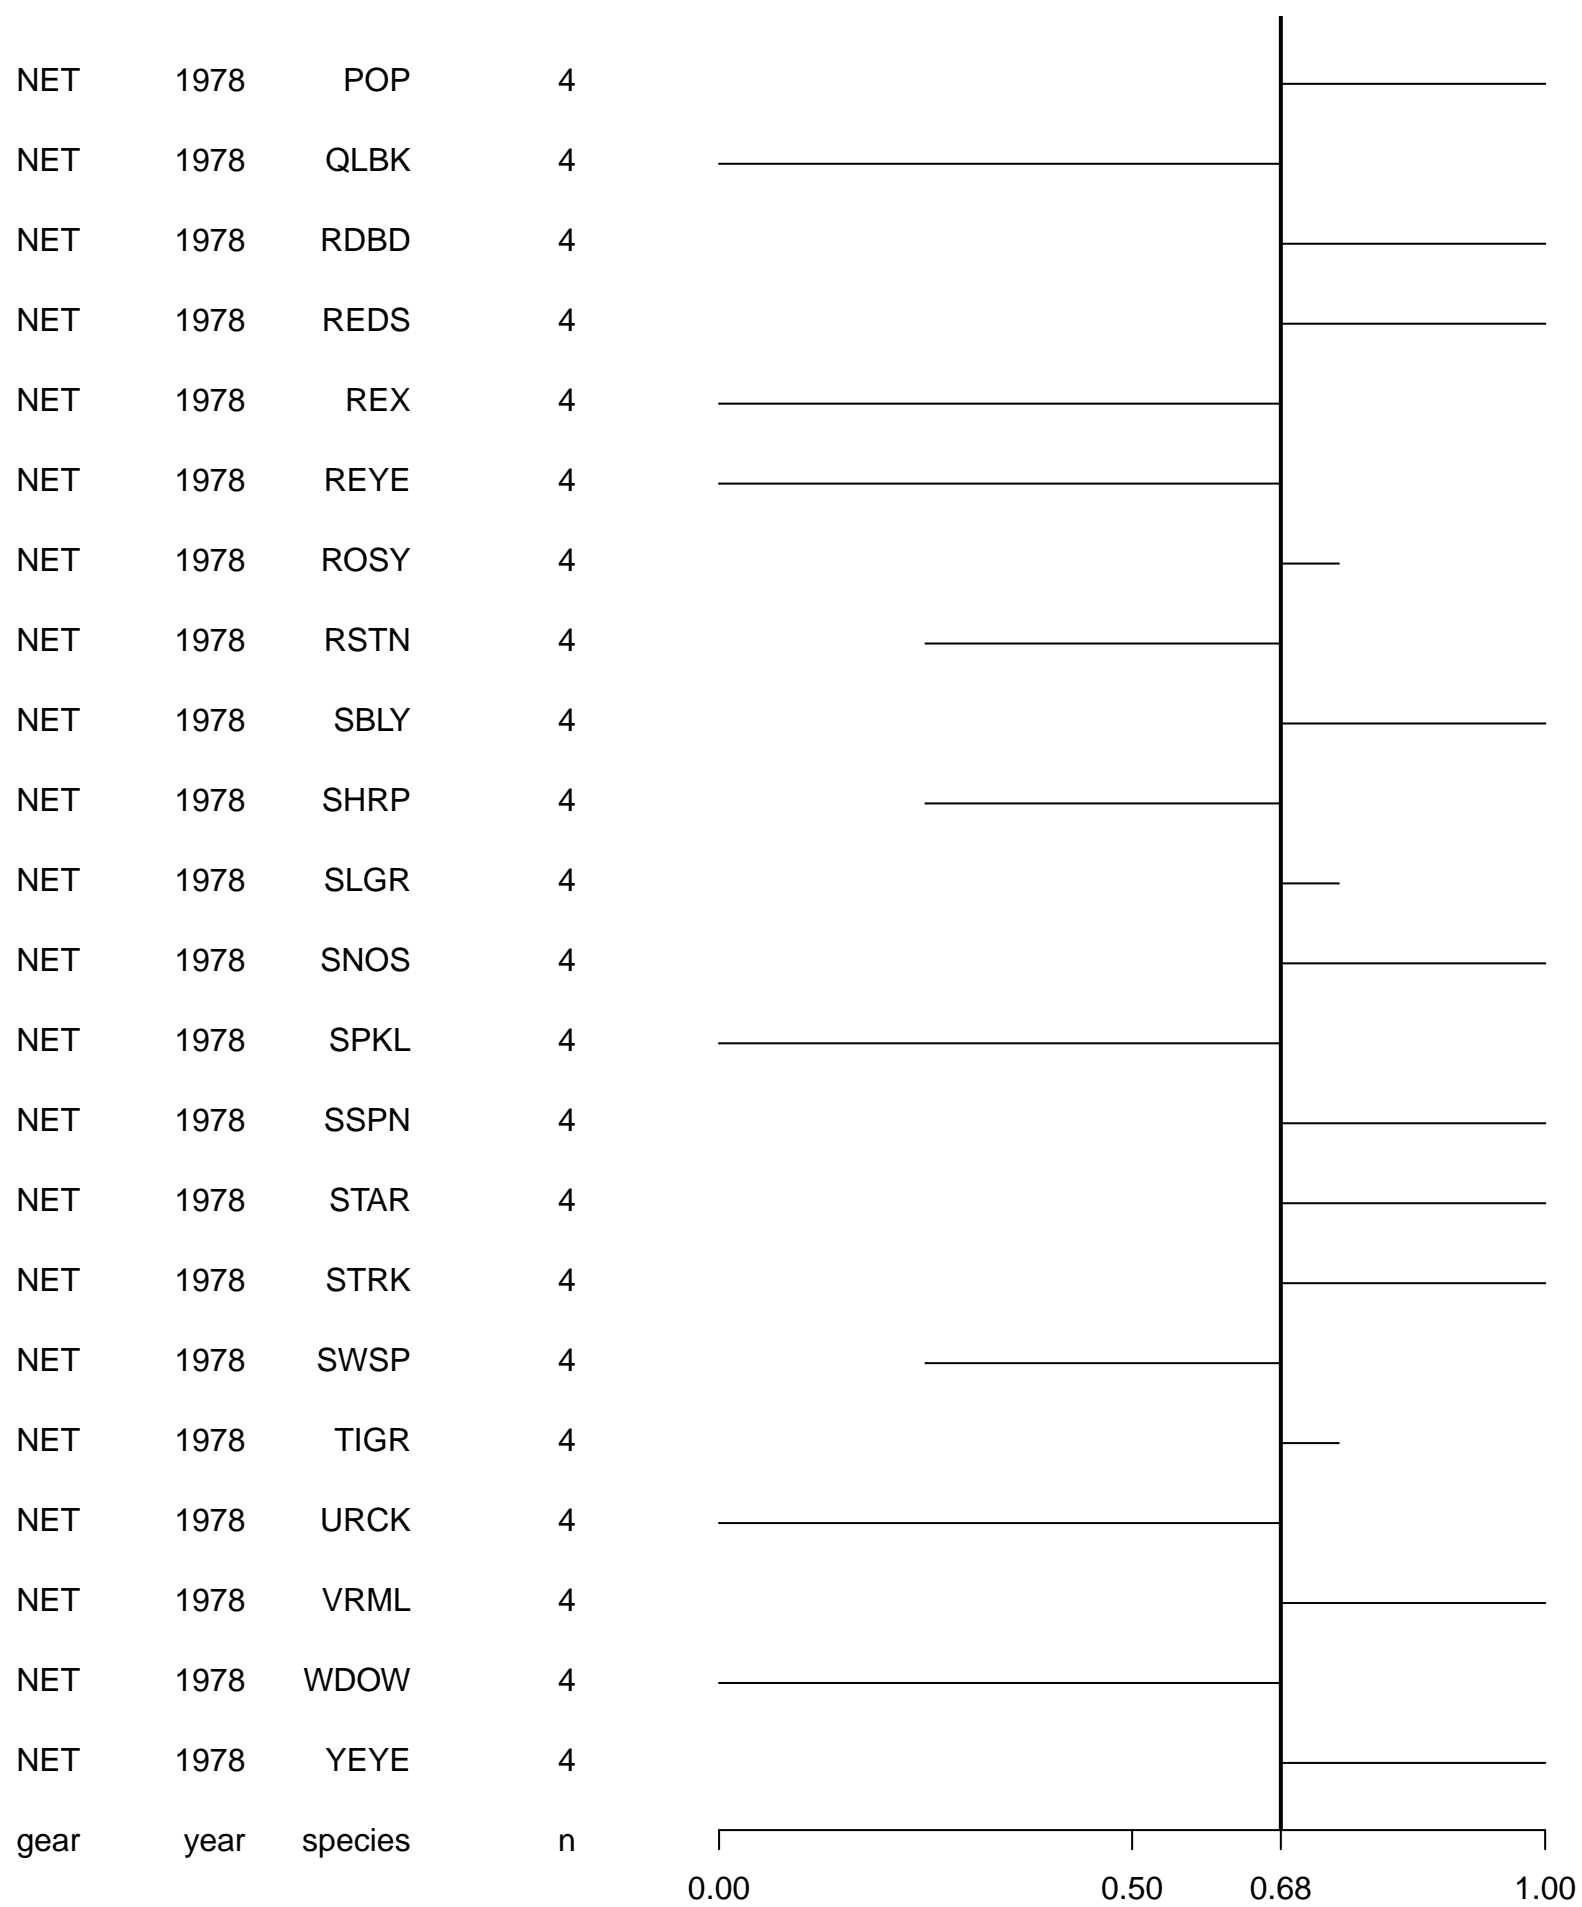 NET 1978 POP 4
NET 1978 QLBK 4
NET 1978 RDBD 4
NET 1978 REDS 4
NET 1978 REX 4
NET 1978 REYE 4
NET 1978 ROSY 4
NET 1978 RSTN 4
NET 1978 SBLY 4
NET 1978 SHRP 4
NET 1978 SLGR 4
NET 1978 SNOS 4
NET 1978 SPKL 4
NET 1978 SSPN 4
NET 1978 STAR 4
NET 1978 STRK 4
NET 1978 SWSP 4
NET 1978 TIGR 4
NET 1978 URCK 4
NET 1978 VRML 4
NET 1978 WDOW 4
NET 1978 YEYE 4
gear year species n
0.00 0.50 0.68 1.00